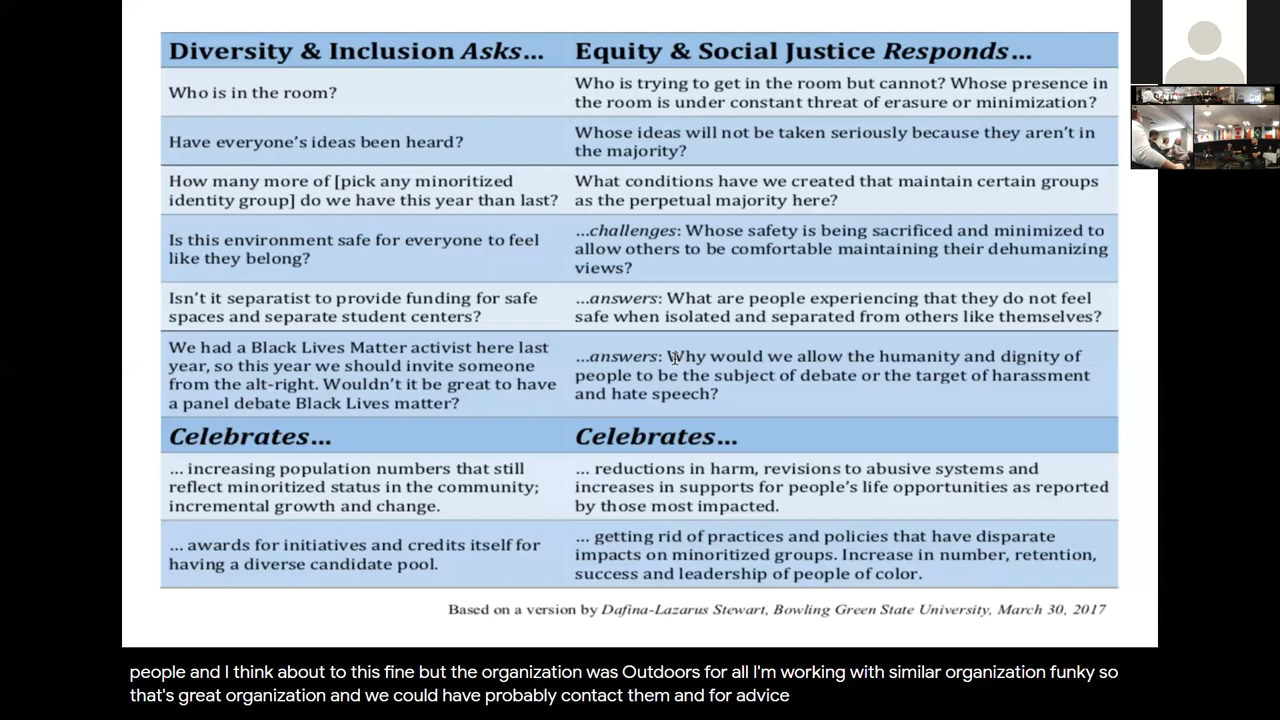 Diversity & Inclusion Asks…
Equity & Social Justice Responds…
Who is in the room?
Who is trying to get in the room but cannot? Whose presence in
the room is under constant threat of erasure or minimization?
Have everyone's ideas been heard?
Whose ideas will not be taken seriously because they aren't in
the majority?
How many more of [pick any minoritized
identity group] do we have this year than last?
What conditions have we created that maintain certain groups
as the perpetual majority here?
Is this environment safe for everyone to feel
like they belong?
…challenges: Whose safety is being sacrificed and minimized to
allow others to be comfortable maintaining their dehumanizing
views?
Isn't it separatist to provide funding for safe
spaces and separate student centers?
…answers: What are people experiencing that they do not feel
safe when isolated and separated from others like themselves?
We had a Black Lives Matter activist here last
year, so this year we should invite someone
from the alt-right. Wouldn't it be great to have
a panel debate Black Lives matter?
…answers: Why would we allow the humanity and dignity of
people to be the subject of debate or the target of harassment
and hate speech?
Celebrates…
Celebrates…
… increasing population numbers that still
reflect minoritized status in the community;
incremental growth and change.
… reductions in harm, revisions to abusive systems and
increases in supports for people's life opportunities as reported
by those most impacted.
… awards for initiatives and credits itself for
having a diverse candidate pool.
… getting rid of practices and policies that have disparate
impacts on minoritized groups. Increase in number, retention,
success and leadership of people of color.
Based on a version by Dafina-Lazarus Stewart, Bowling Green State University, March 30, 2017
people and I think about to this fine but the organization was Outdoors for all I'm working with similar organization funky so
that's great organization and we could have probably contact them and for advice